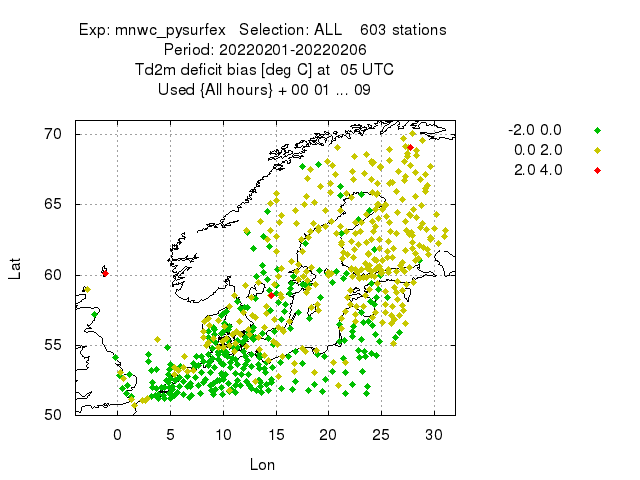 Exp: mnwc_pysurfex   Selection: ALL    603 stations
Period: 20220201-20220206
Td2m deficit bias [deg C] at  05 UTC
Used {All hours} + 00 01 ... 09
-2.0 0.0
0.0 2.0
2.0 4.0
70
65
60
55
50
Lat
0 5 10 15 20 25 30
Lon